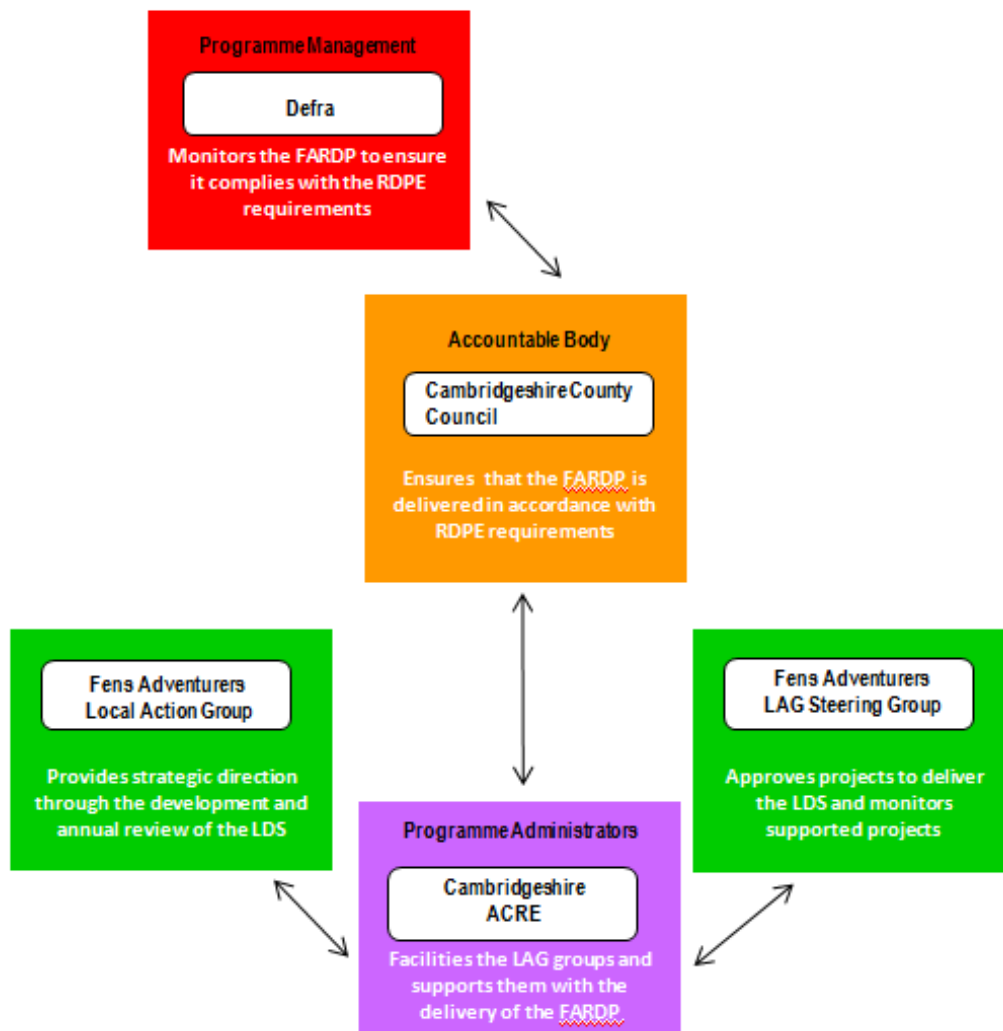 Programme Management
Defra
Monitors the FARDP to ensure
it complies with the RDPE
requirements
Accountable Body
Cambridgeshire County
Council
Ensures that the FARDP is
delivered in accordance with
RDPE requirements
Fens Adventurers
Local Action Group
Provides strategic direction
through the development and
annual review of the LDS
Fens Adventurers
LAG Steering Group
Approves projects to deliver
the LDS and monitors
supported projects
Programme Administrators
Cambridgeshire
ACRE
Facilities the LAG groups and
supports them with the
delivery of the FARDP